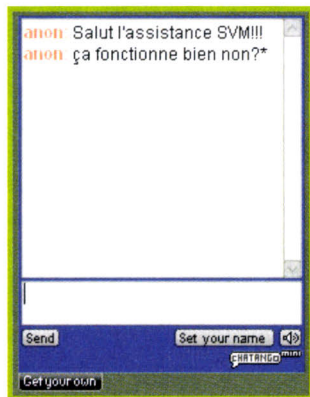 anon: Salut l'assistance SVM!!!
anon: ça fonctionne bien non?*
Send
Set your name
CHATANGO mini
Get your own